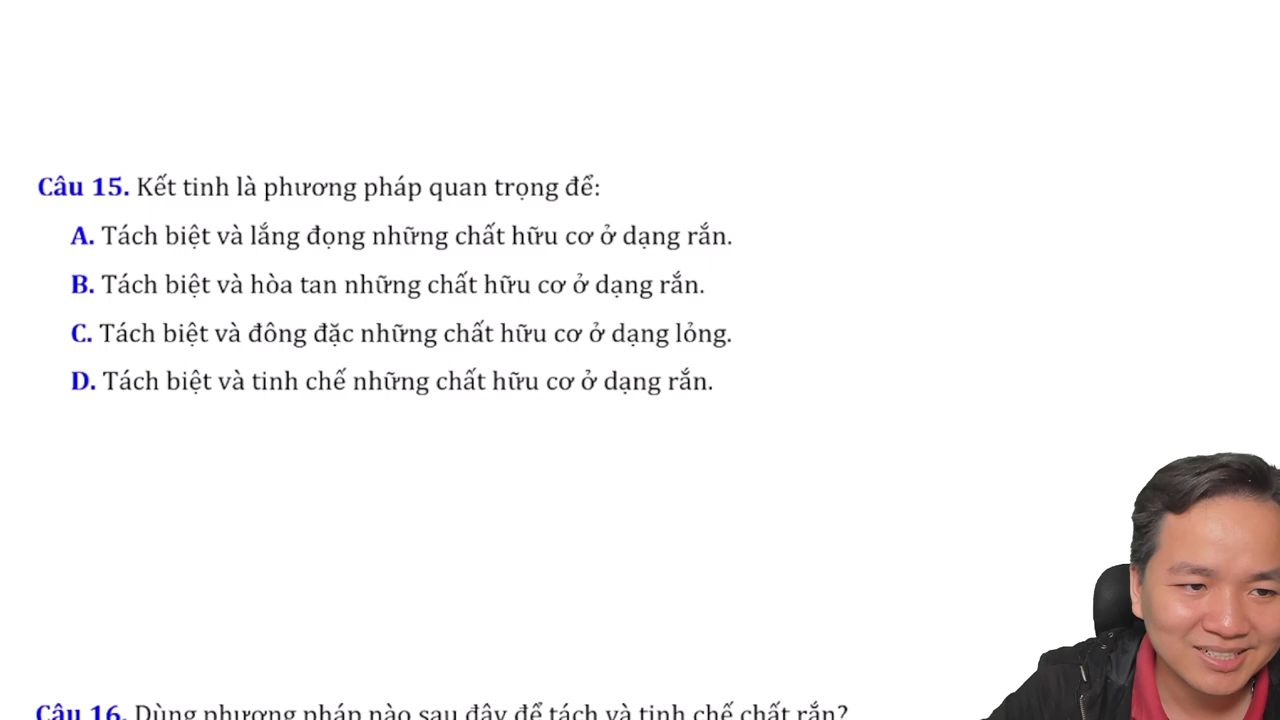 Câu 15. Kết tinh là phương pháp quan trọng để:
A. Tách biệt và lắng đọng những chất hữu cơ ở dạng rắn.
B. Tách biệt và hòa tan những chất hữu cơ ở dạng rắn.
C. Tách biệt và đông đặc những chất hữu cơ ở dạng lỏng.
D. Tách biệt và tinh chế những chất hữu cơ ở dạng rắn.
Câu 16. Dùng phương pháp nào sau đây để tách và tinh chế chất rắn?